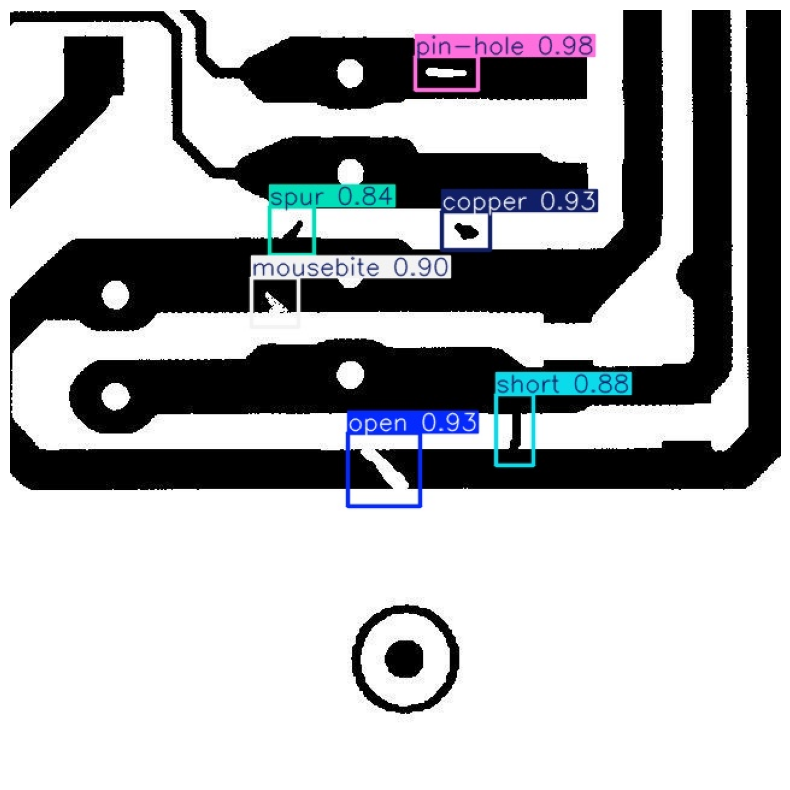 pin-hole 0.98
spur 0.84
copper 0.93
mousebite 0.90
short 0.88
open 0.93